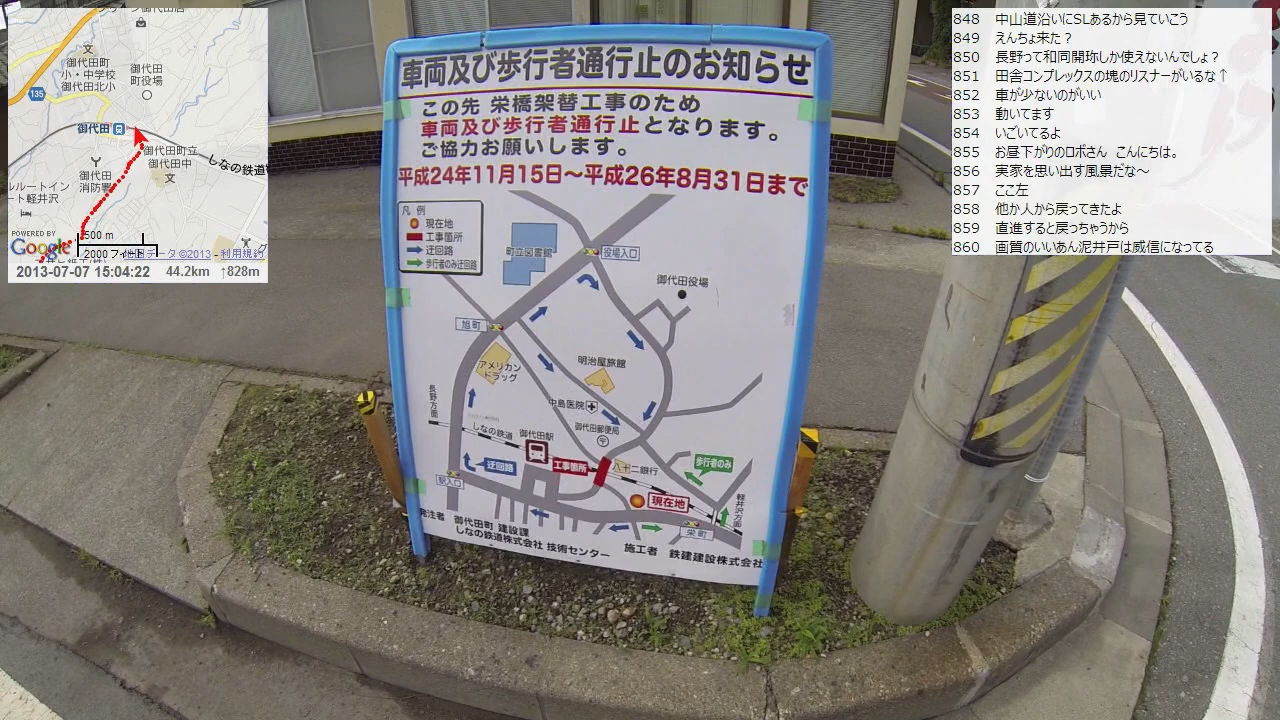 御代田町
小・中学校
御代田北小
御代田
町役場
135
御代田
御代田町立
御代田中
しなの鉄道
御代田
消防署
ルートイン
ート軽井沢
POWERED BY
Google
500 m
2000 フィート
地図データ ©2013 - 利用規約
2013-07-07 15:04:22 44.2km ↑828m
車両及び歩行者通行止のお知らせ
この先 栄橋架替工事のため
車両及び歩行者通行止となります。
ご協力お願いします。
平成24年11月15日～平成26年8月31日まで
凡 例
現在地
工事箇所
迂回路
歩行者のみ迂回路
町立図書館
役場入口
御代田役場
旭町
アメリカン
ドラッグ
明治屋旅館
中島医院
御代田郵便局
長野方面
しなの鉄道
御代田駅
迂回路
工事箇所
八十二銀行
歩行者のみ
駅入口
現在地
軽井沢方面
栄町
発注者 御代田町 建設課
しなの鉄道株式会社 技術センター
施工者 鉄建建設株式会社
848 中山道沿いにSLあるから見ていこう
849 えんちょ来た？
850 長野って和同開珎しか使えないんでしょ？
851 田舎コンプレックスの塊のリスナーがいるな↑
852 車が少ないのがいい
853 動いてます
854 いごいてるよ
855 お昼下がりのロボさん こんにちは。
856 実家を思い出す風景だな～
857 ここ左
858 他か人から戻ってきたよ
859 直進すると戻っちゃうから
860 画質のいいハム泥井戸は威信になってる